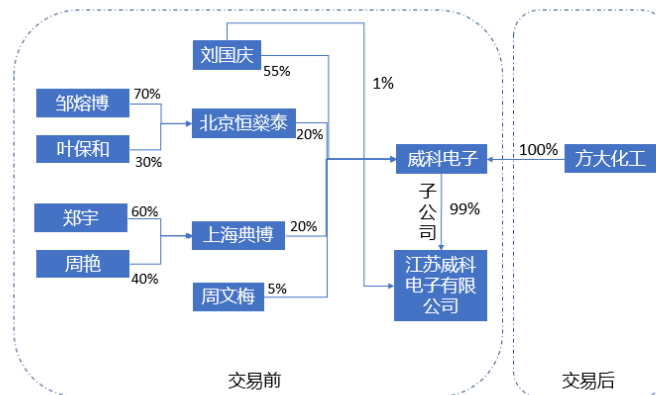 刘国庆
55%
1%
邹熔博
70%
北京恒燊泰
20%
叶保和
30%
威科电子
100%
方大化工
子公司
99%
郑宇
60%
上海典博
20%
周艳
40%
江苏威科
电子有限
公司
周文梅
5%
交易前
交易后